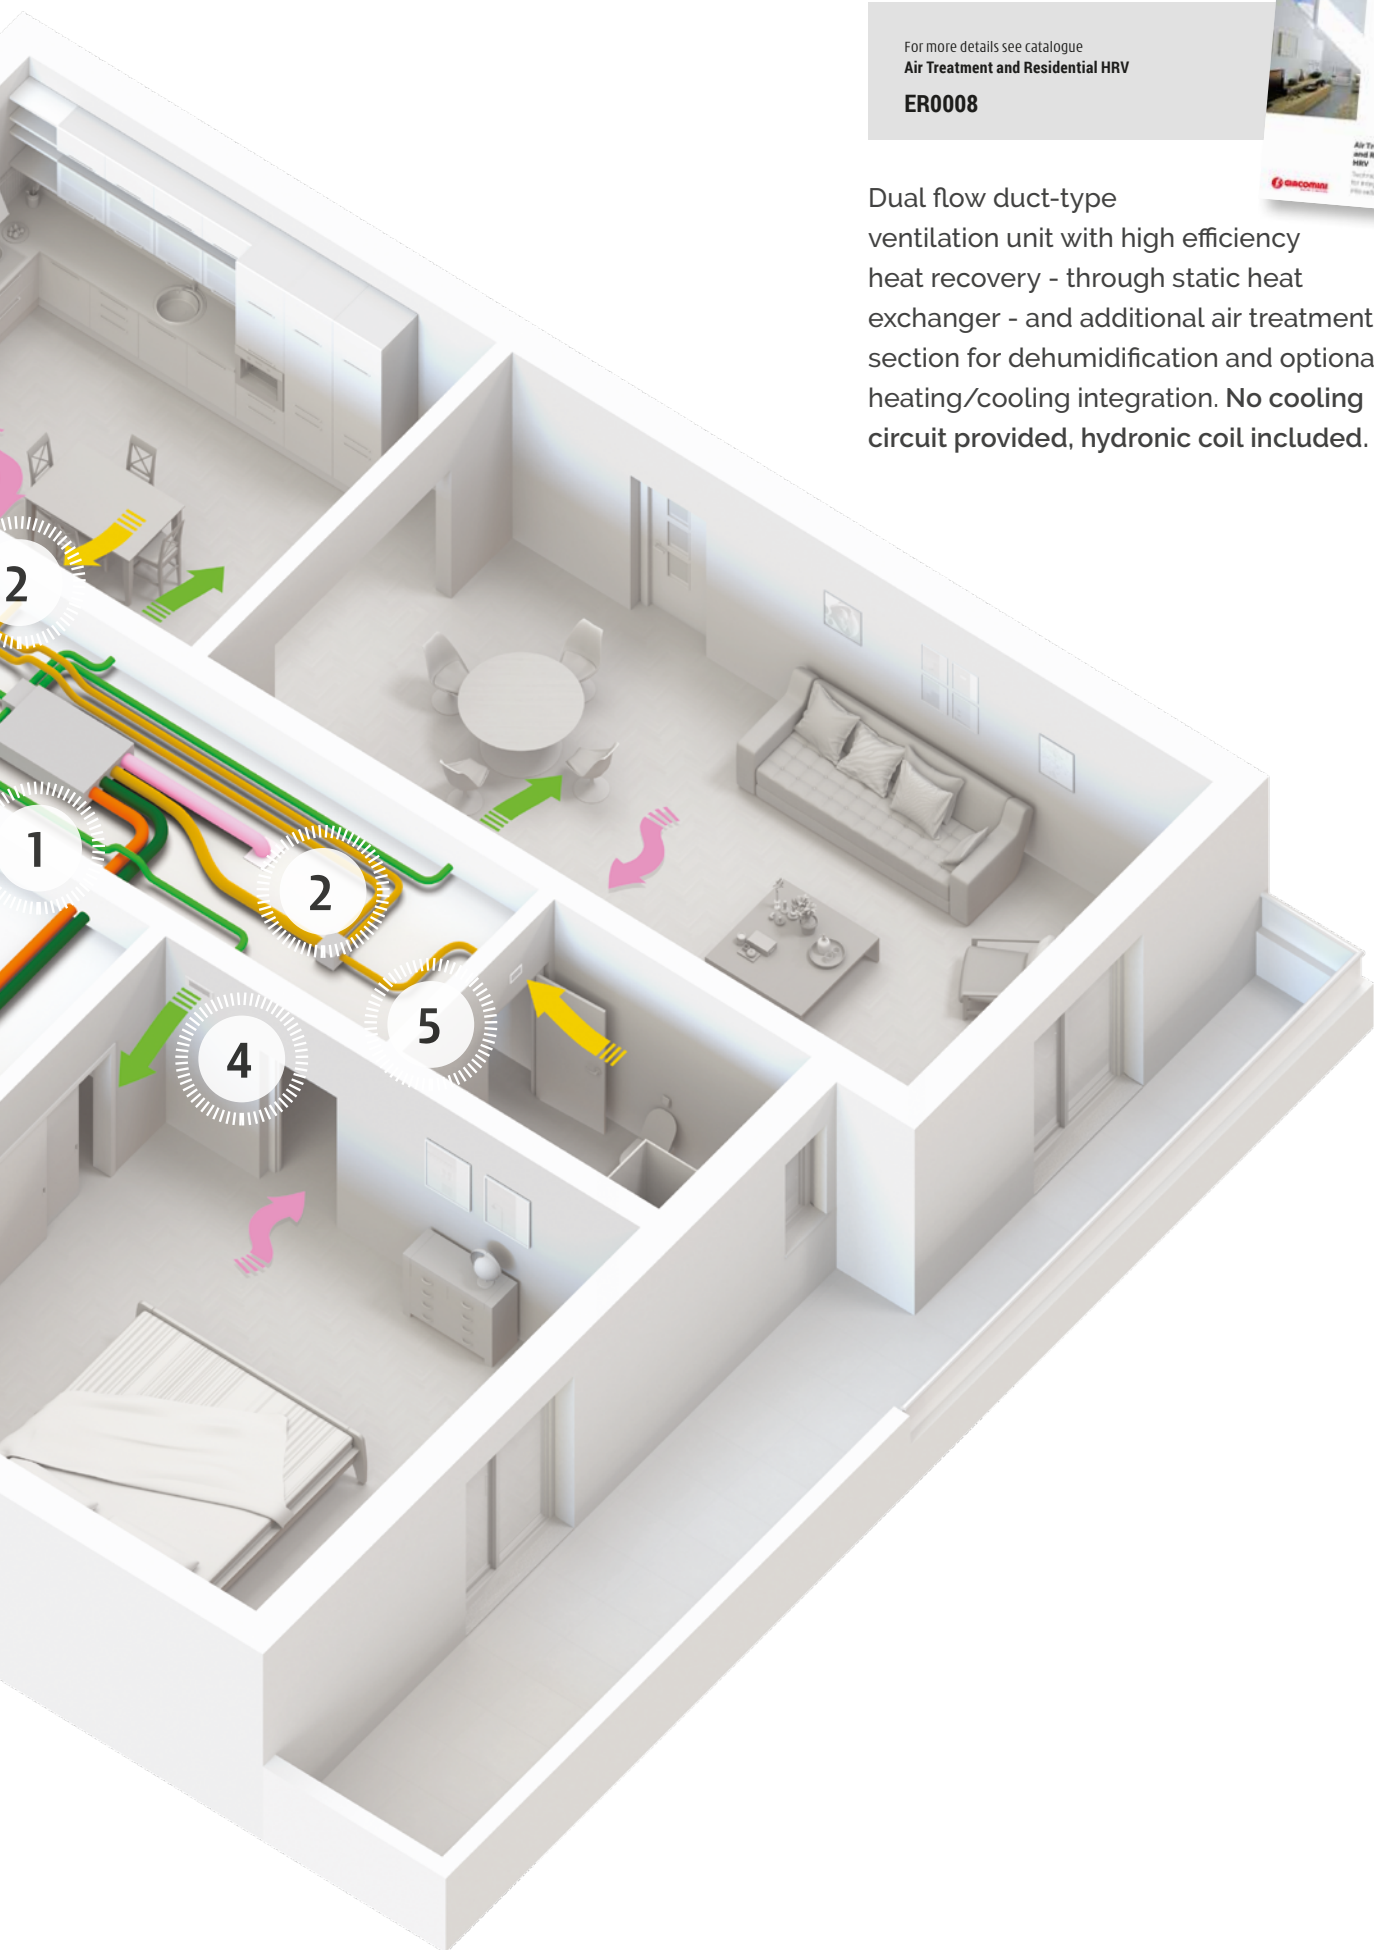 For more details see catalogue
Air Treatment and Residential HRV
ER0008
GIACOMINI
Dual flow duct-type
ventilation unit with high efficiency
heat recovery - through static heat
exchanger - and additional air treatment
section for dehumidification and optiona
heating/cooling integration. No cooling
circuit provided, hydronic coil included.
2
1
2
5
4